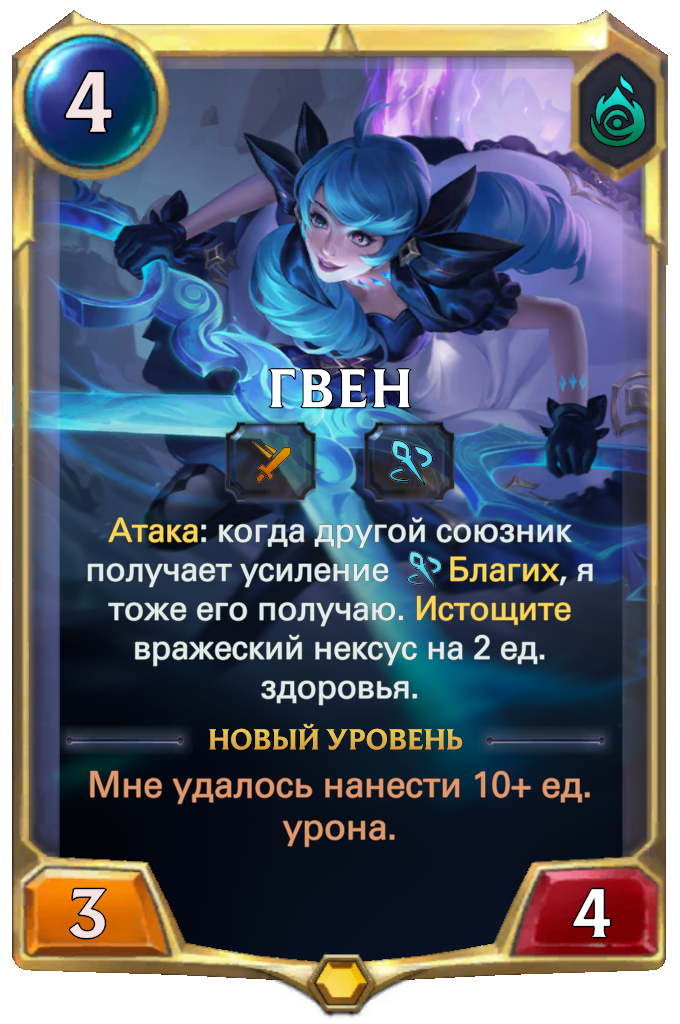 4
ГВЕН
Атака: когда другой союзник
получает усиление Благих, я
тоже его получаю. Истощите
вражеский нексус на 2 ед.
здоровья.
НОВЫЙ УРОВЕНЬ
Мне удалось нанести 10+ ед.
урона.
3
4